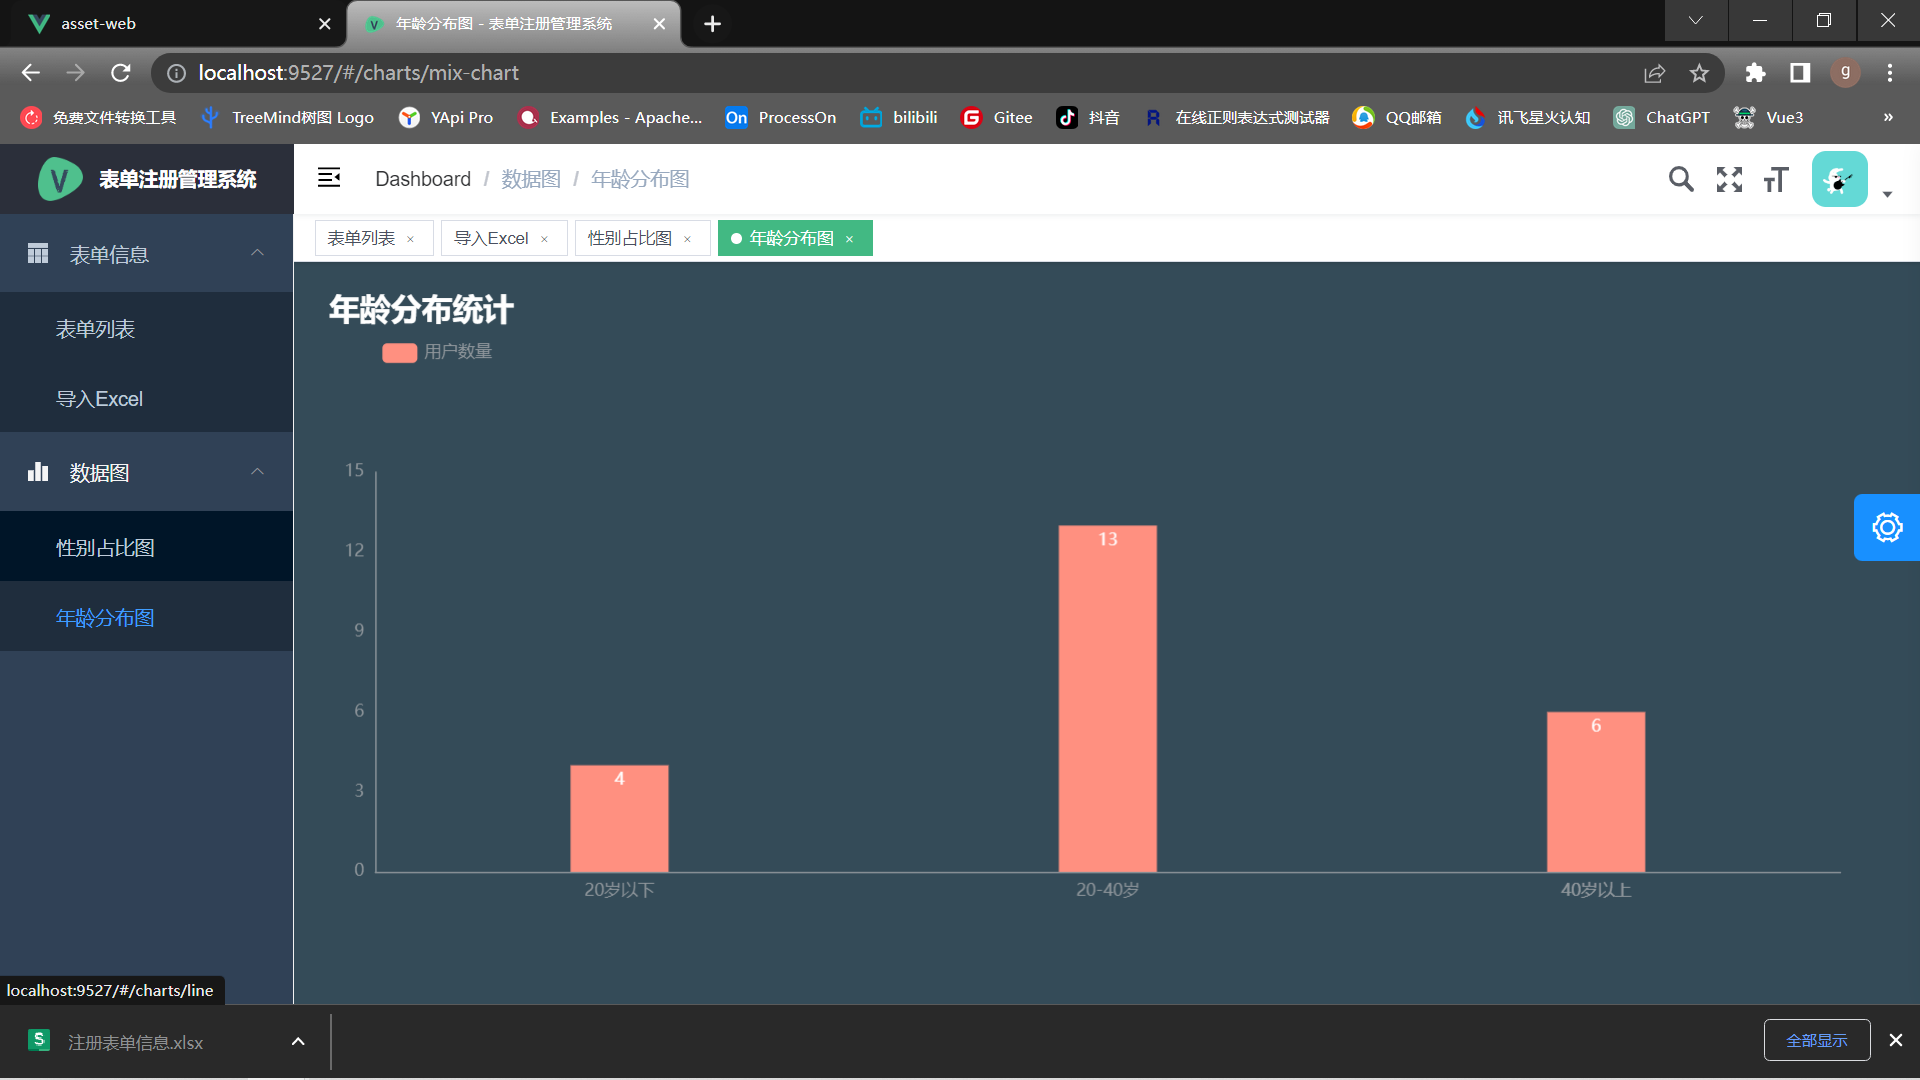 asset-web
年龄分布图 - 表单注册管理系统
localhost:9527/#/charts/mix-chart
g
免费文件转换工具
TreeMind树图 Logo
YApi Pro
Examples - Apache...
On ProcessOn
bilibili
Gitee
抖音
R 在线正则表达式测试器
QQ邮箱
讯飞星火认知
ChatGPT
Vue3
»
V 表单注册管理系统
Dashboard / 数据图 / 年龄分布图
表单列表 ×
导入Excel ×
性别占比图 ×
年龄分布图 ×
表单信息
表单列表
导入Excel
数据图
性别占比图
年龄分布图
年龄分布统计
用户数量
15
12
9
6
3
0
4
13
6
20岁以下
20-40岁
40岁以上
localhost:9527/#/charts/line
S 注册表单信息.xlsx
全部显示